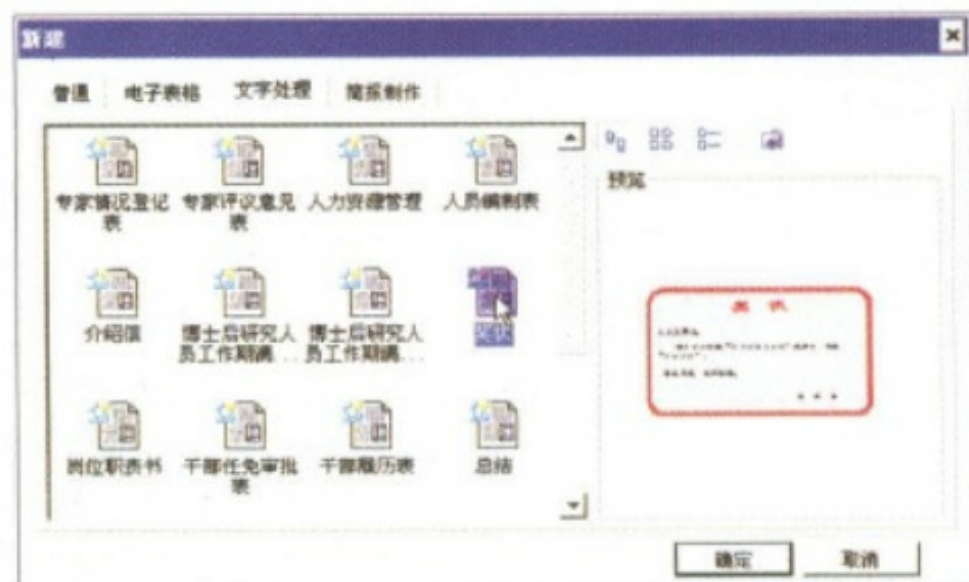 新建
普通 电子表格 文字处理 简报制作
预览
专家情况登记 专家评议意见 人力资源管理 人员编制表
表 表
介绍信 博士后研究人 博士后研究人 奖状
员工作期满... 员工作期满...
奖 状
岗位职责书 干部任免审批 干部履历表 总结
表
确定 取消